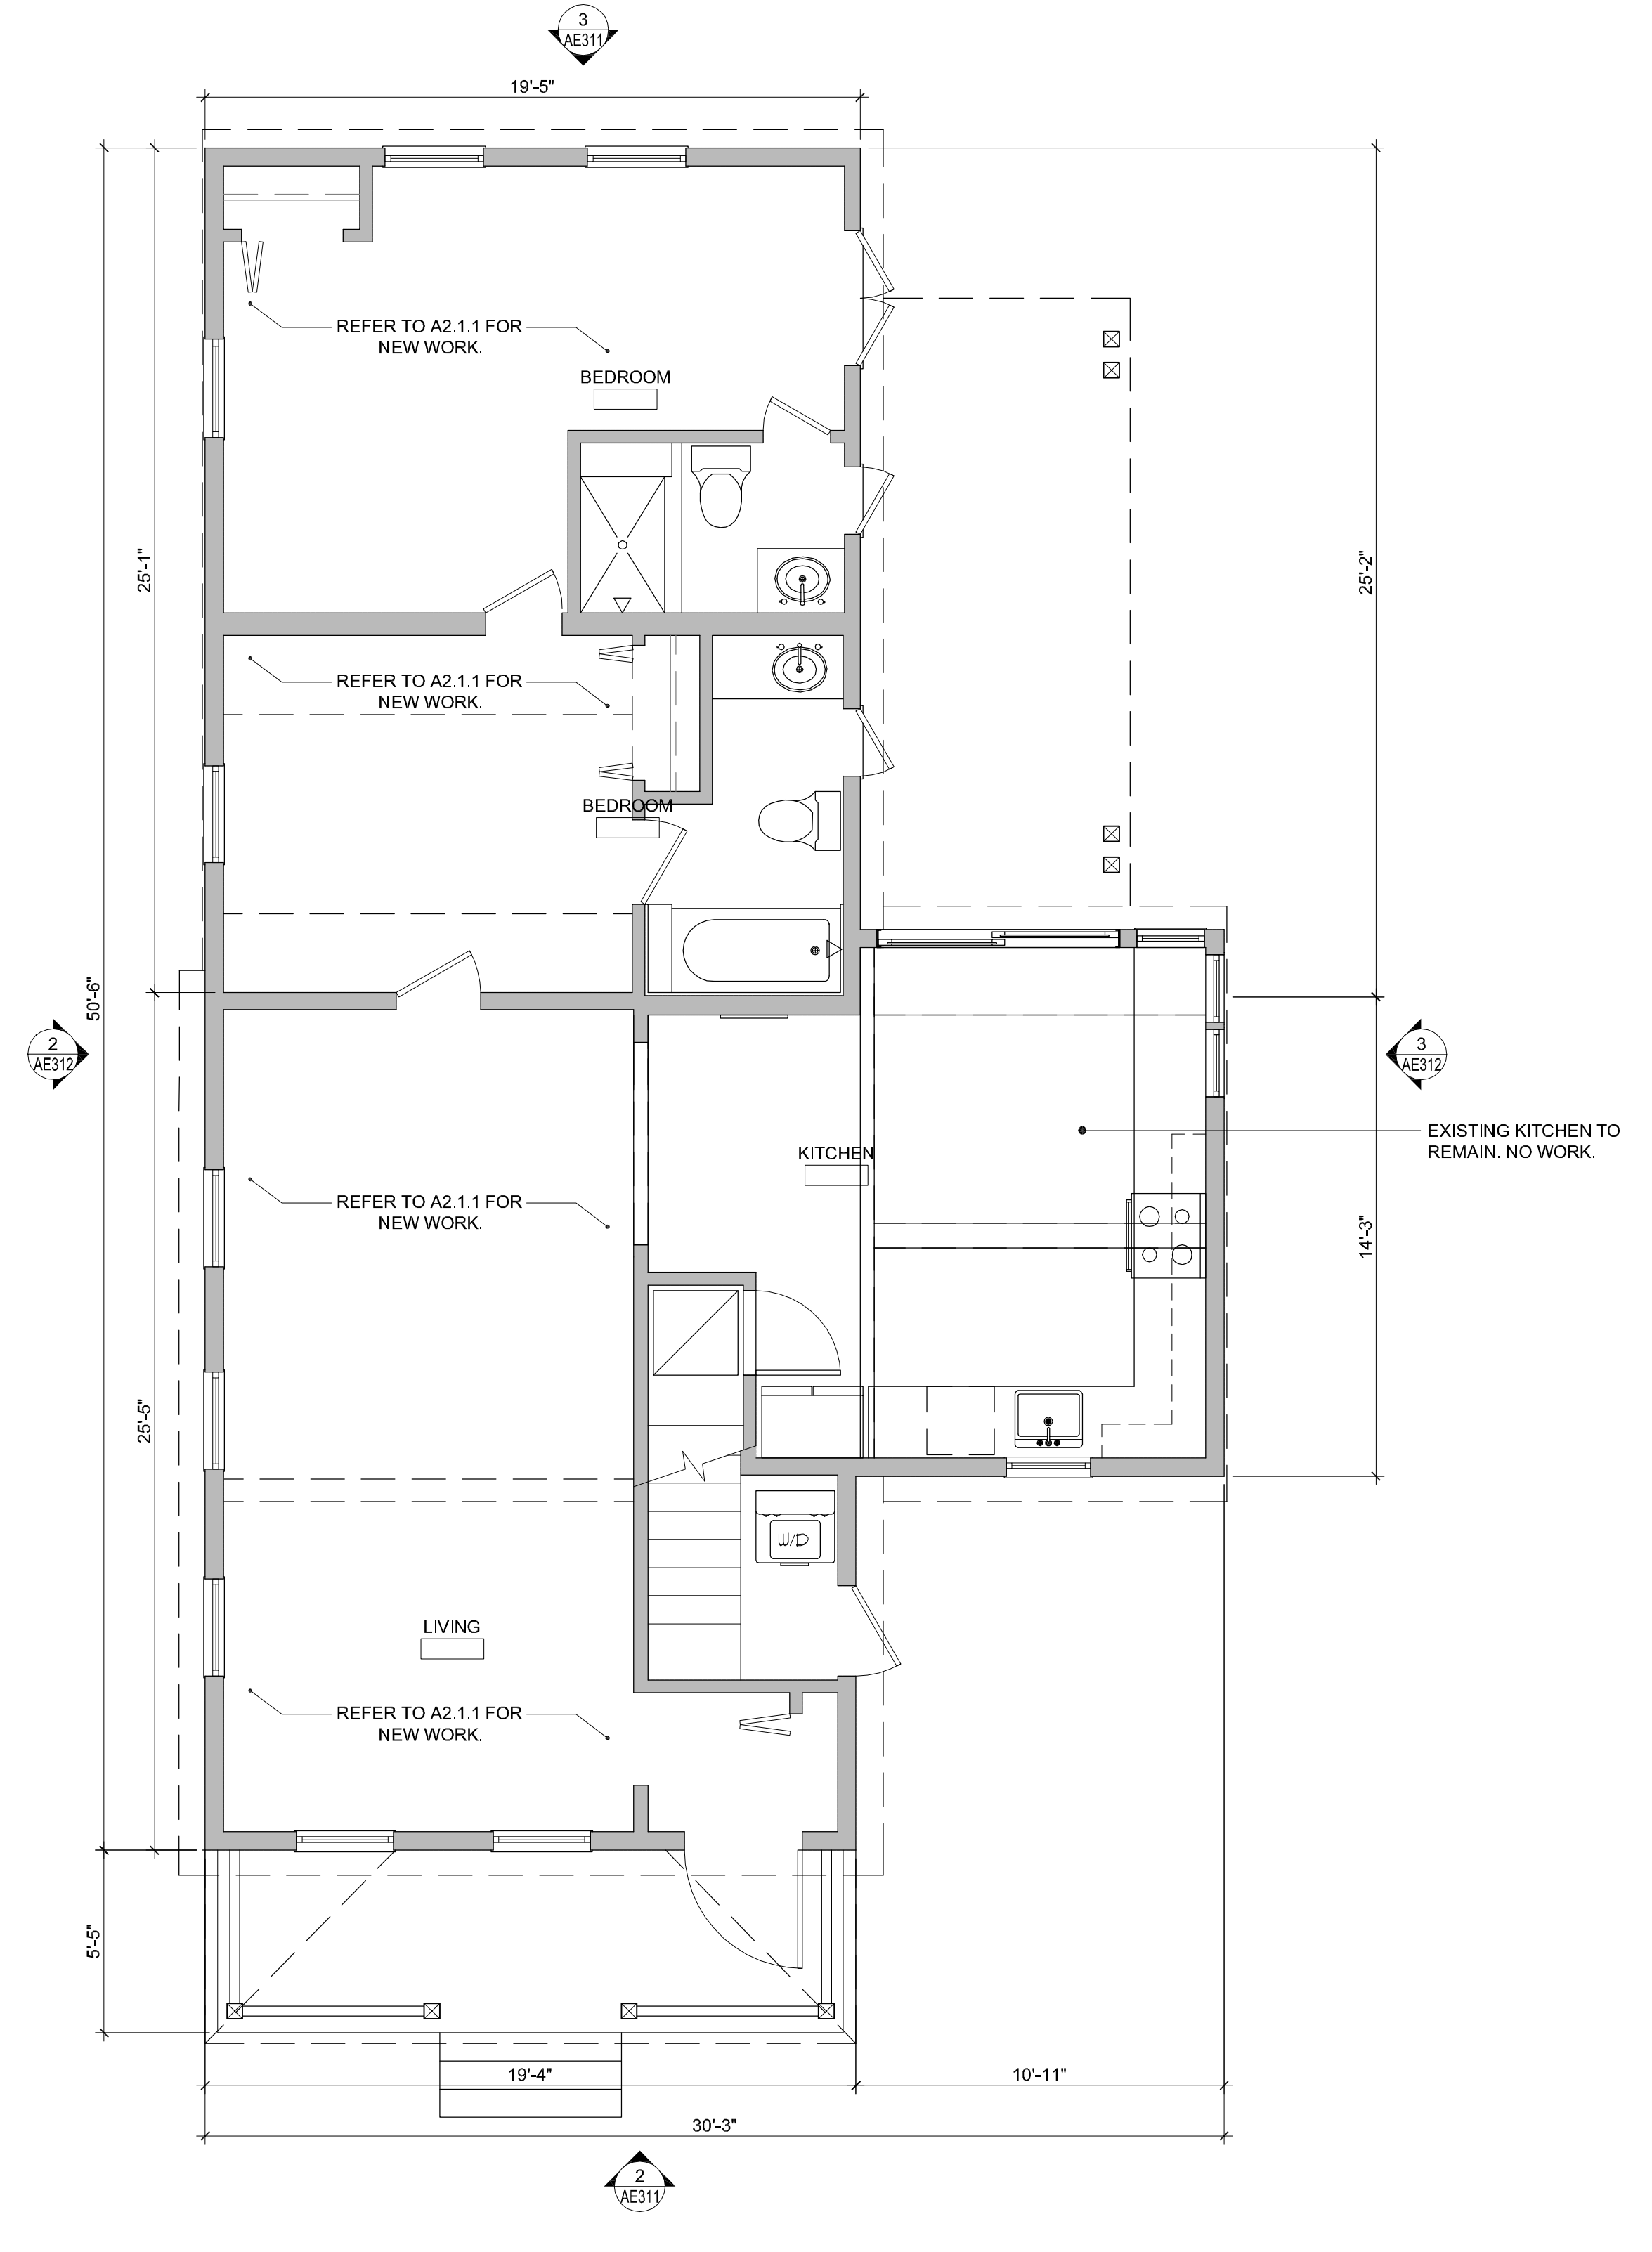 3
AE311
19'-5"
REFER TO A2.1.1 FOR
NEW WORK.
BEDROOM
25'-1"
25'-2"
REFER TO A2.1.1 FOR
NEW WORK.
BEDROOM
50'-6"
2
AE312
3
AE312
EXISTING KITCHEN TO
REMAIN. NO WORK.
KITCHEN
REFER TO A2.1.1 FOR
NEW WORK.
14'-3"
25'-5"
W/D
LIVING
REFER TO A2.1.1 FOR
NEW WORK.
5'-5"
19'-4"
10'-11"
30'-3"
2
AE311